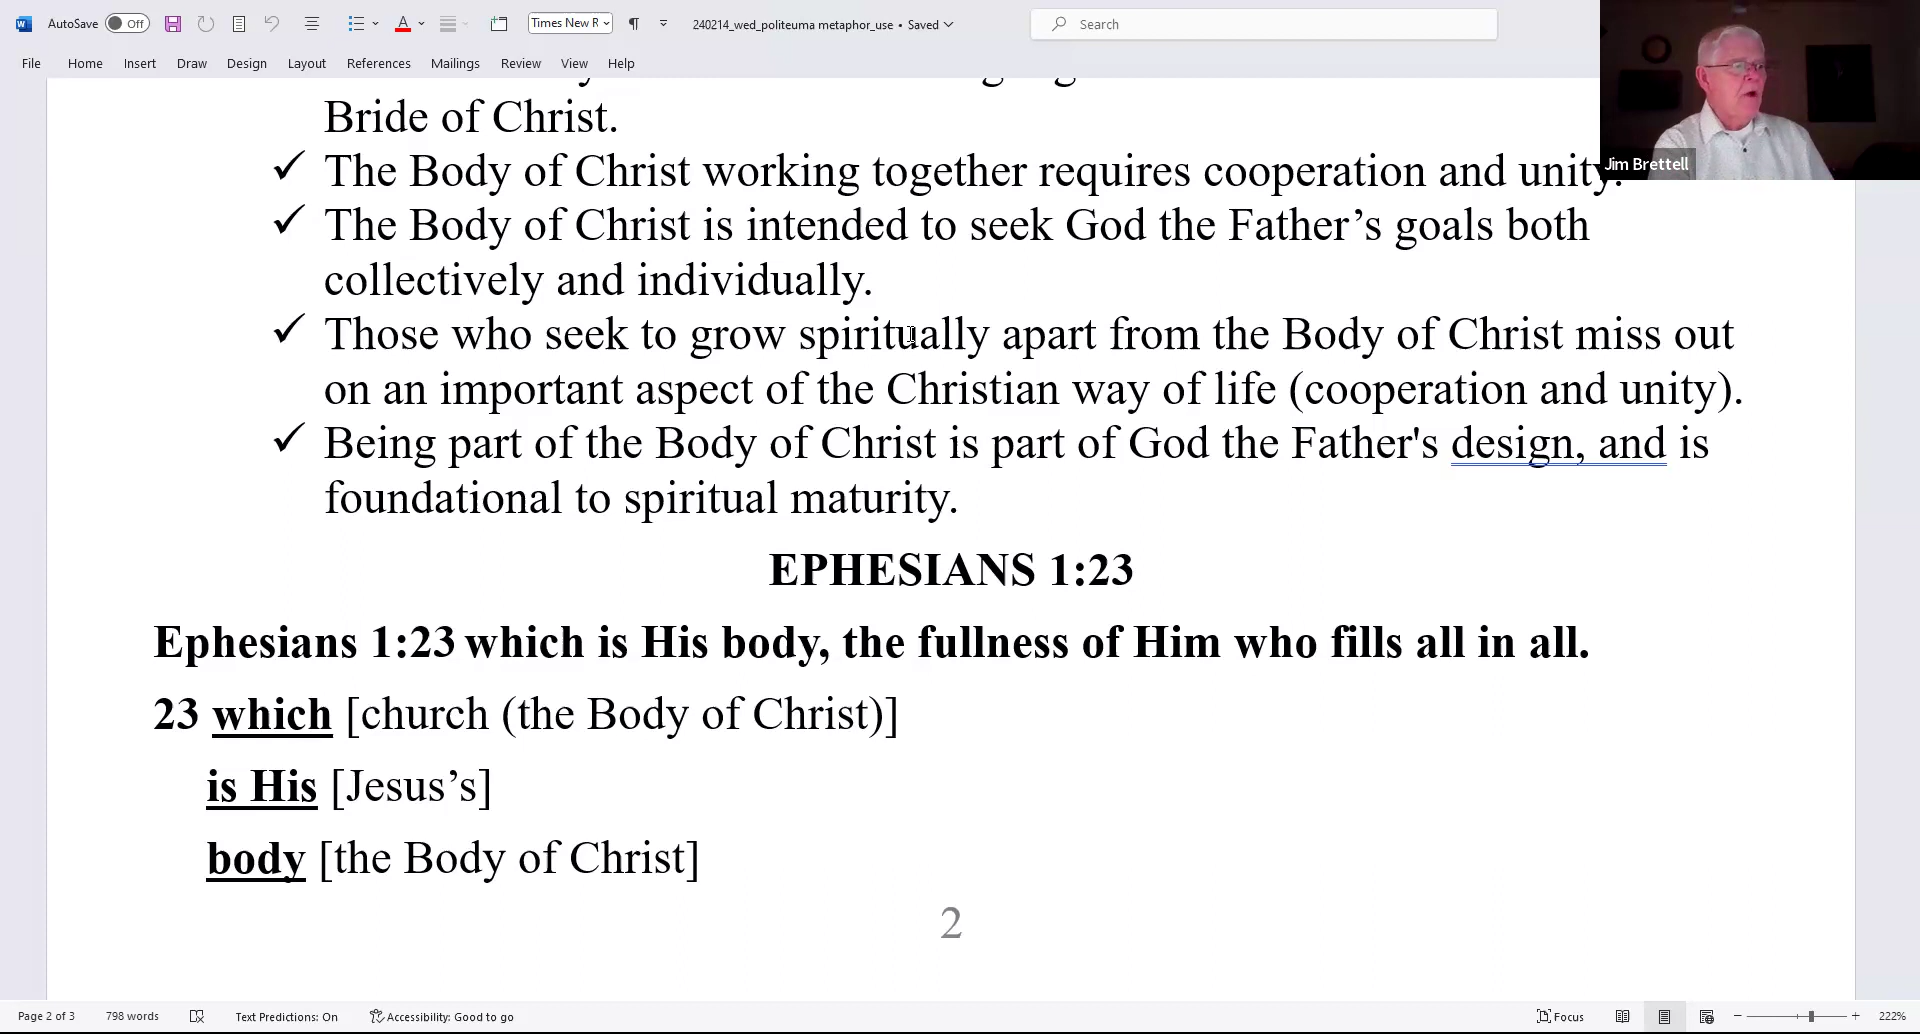 AutoSave Off Times New R 240214_wed_politeuma metaphor_use • Saved Search
File Home Insert Draw Design Layout References Mailings Review View Help
Bride of Christ.
✓ The Body of Christ working together requires cooperation and unity.
Jim Brettell
✓ The Body of Christ is intended to seek God the Father’s goals both
collectively and individually.
✓ Those who seek to grow spiritually apart from the Body of Christ miss out
on an important aspect of the Christian way of life (cooperation and unity).
✓ Being part of the Body of Christ is part of God the Father's design, and is
foundational to spiritual maturity.
EPHESIANS 1:23
Ephesians 1:23 which is His body, the fullness of Him who fills all in all.
23 which [church (the Body of Christ)]
is His [Jesus’s]
body [the Body of Christ]
2
Page 2 of 3 798 words Text Predictions: On Accessibility: Good to go Focus 222%